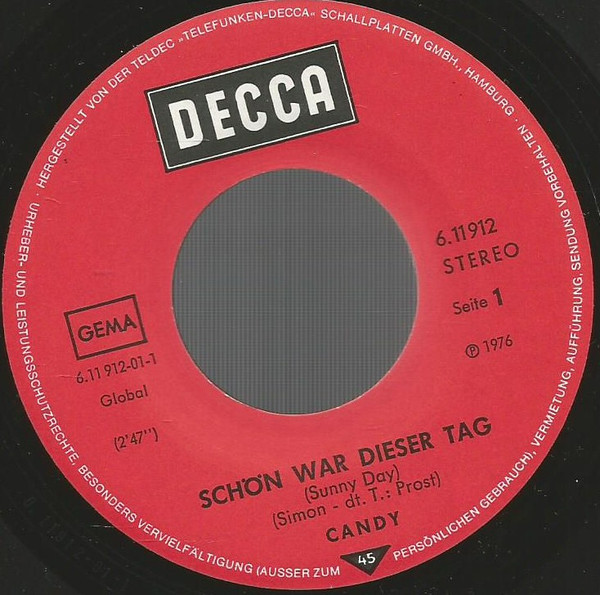 HERGESTELLT VON DER TELDEC „TELEFUNKEN-DECCA" SCHALLPLATTEN GMBH., HAMBURG ·
URHEBER- UND LEISTUNGSSCHUTZRECHTE, BESONDERS VERVIELFÄLTIGUNG (AUSSER ZUM PERSÖNLICHEN GEBRAUCH), VERMIETUNG, AUFFÜHRUNG, SENDUNG VORBEHALTEN ·
DECCA
6.11912
STEREO
Seite 1
℗ 1976
GEMA
6.11 912-01-1
Global
(2'47")
SCHÖN WAR DIESER TAG
(Sunny Day)
(Simon - dt. T.: Prost)
CANDY
45